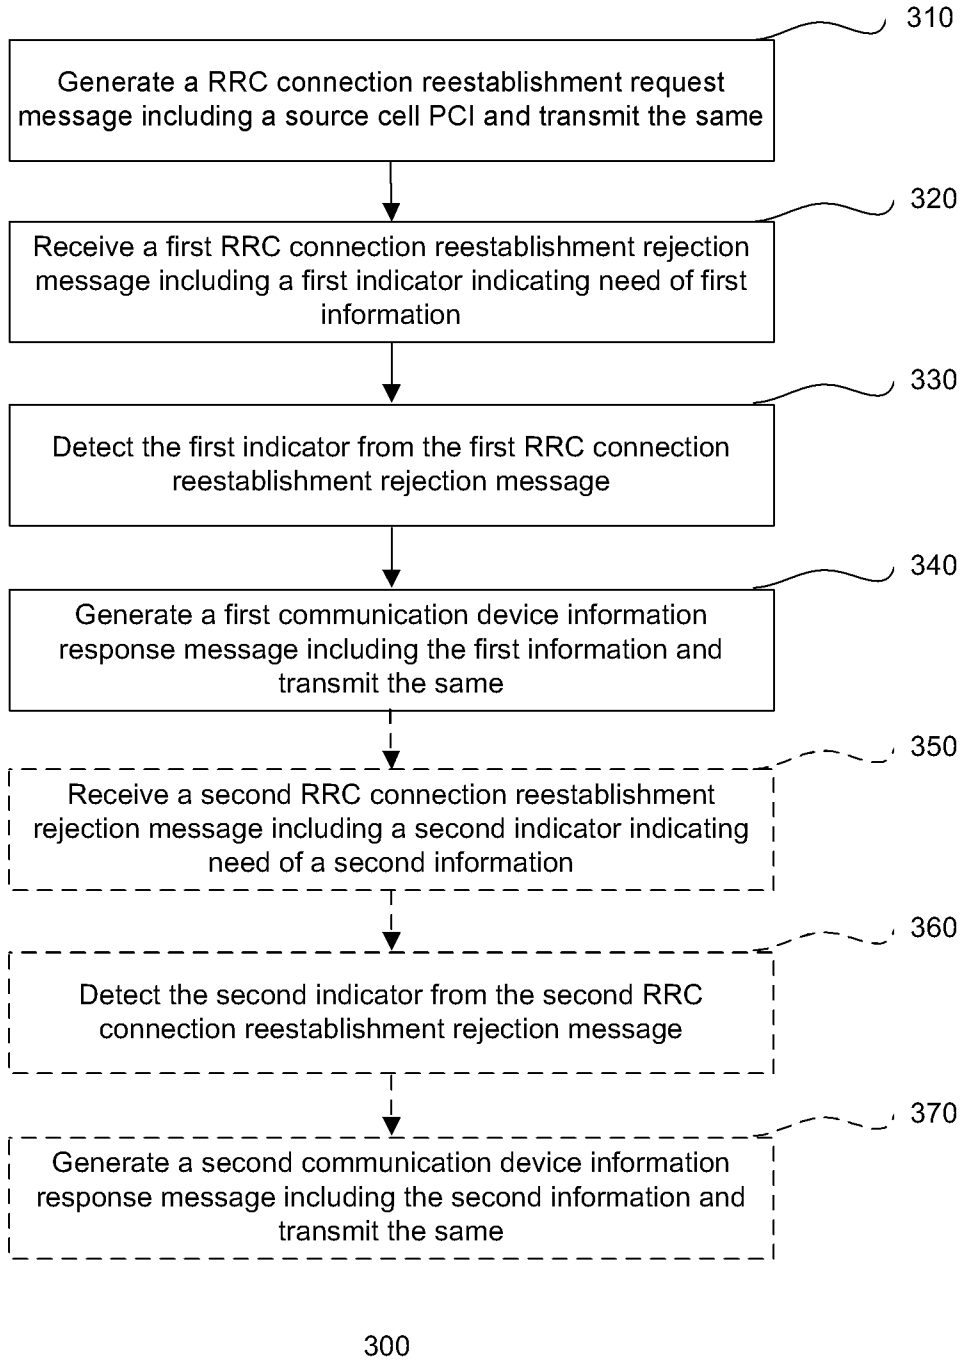 310
Generate a RRC connection reestablishment request
message including a source cell PCI and transmit the same
320
Receive a first RRC connection reestablishment rejection
message including a first indicator indicating need of first
information
330
Detect the first indicator from the first RRC connection
reestablishment rejection message
340
Generate a first communication device information
response message including the first information and
transmit the same
350
Receive a second RRC connection reestablishment
rejection message including a second indicator indicating
need of a second information
360
Detect the second indicator from the second RRC
connection reestablishment rejection message
370
Generate a second communication device information
response message including the second information and
transmit the same
300